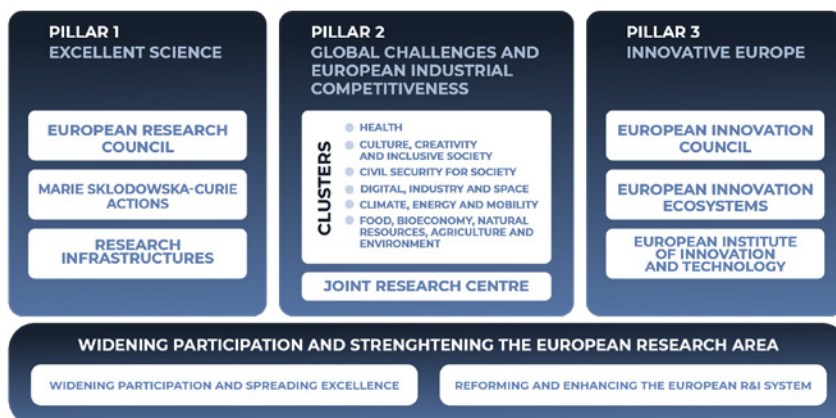 PILLAR 1
EXCELLENT SCIENCE
EUROPEAN RESEARCH
COUNCIL
MARIE SKLODOWSKA-CURIE
ACTIONS
RESEARCH
INFRASTRUCTURES
PILLAR 2
GLOBAL CHALLENGES AND
EUROPEAN INDUSTRIAL
COMPETITIVENESS
CLUSTERS
HEALTH
CULTURE, CREATIVITY
AND INCLUSIVE SOCIETY
CIVIL SECURITY FOR SOCIETY
DIGITAL, INDUSTRY AND SPACE
CLIMATE, ENERGY AND MOBILITY
FOOD, BIOECONOMY, NATURAL
RESOURCES, AGRICULTURE AND
ENVIRONMENT
JOINT RESEARCH CENTRE
PILLAR 3
INNOVATIVE EUROPE
EUROPEAN INNOVATION
COUNCIL
EUROPEAN INNOVATION
ECOSYSTEMS
EUROPEAN INSTITUTE
OF INNOVATION
AND TECHNOLOGY
WIDENING PARTICIPATION AND STRENGHTENING THE EUROPEAN RESEARCH AREA
WIDENING PARTICIPATION AND SPREADING EXCELLENCE
REFORMING AND ENHANCING THE EUROPEAN R&I SYSTEM